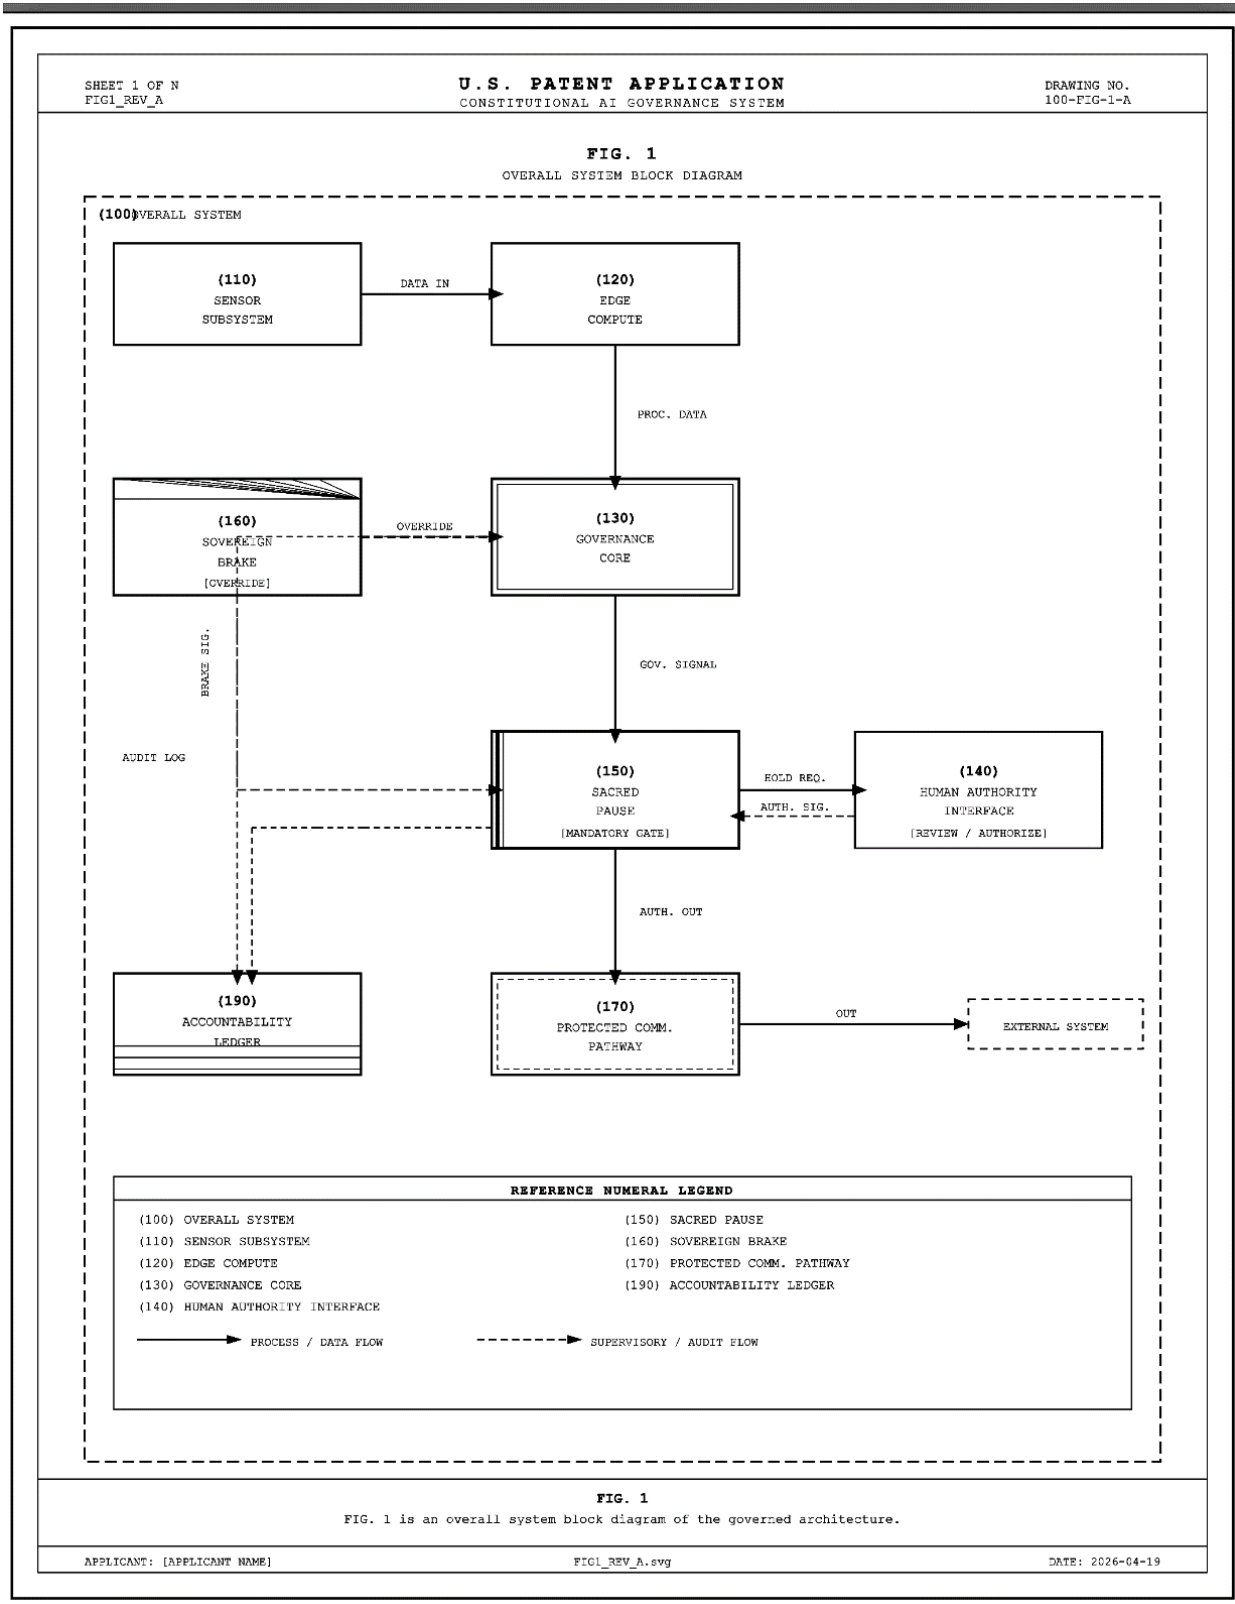 SHEET 1 OF N
FIG1_REV_A
U.S. PATENT APPLICATION
CONSTITUTIONAL AI GOVERNANCE SYSTEM
DRAWING NO.
100-FIG-1-A
FIG. 1
OVERALL SYSTEM BLOCK DIAGRAM
(100) OVERALL SYSTEM
(110)
SENSOR
SUBSYSTEM
DATA IN
(120)
EDGE
COMPUTE
PROC. DATA
(160)
SOVEREIGN
BRAKE
[OVERRIDE]
OVERRIDE
(130)
GOVERNANCE
CORE
BRAKE SIG.
GOV. SIGNAL
AUDIT LOG
(150)
SACRED
PAUSE
[MANDATORY GATE]
HOLD REQ.
AUTH. SIG.
(140)
HUMAN AUTHORITY
INTERFACE
[REVIEW / AUTHORIZE]
AUTH. OUT
(190)
ACCOUNTABILITY
LEDGER
(170)
PROTECTED COMM.
PATHWAY
OUT
EXTERNAL SYSTEM
REFERENCE NUMERAL LEGEND
(100) OVERALL SYSTEM
(110) SENSOR SUBSYSTEM
(120) EDGE COMPUTE
(130) GOVERNANCE CORE
(140) HUMAN AUTHORITY INTERFACE
(150) SACRED PAUSE
(160) SOVEREIGN BRAKE
(170) PROTECTED COMM. PATHWAY
(190) ACCOUNTABILITY LEDGER
PROCESS / DATA FLOW
SUPERVISORY / AUDIT FLOW
FIG. 1
FIG. 1 is an overall system block diagram of the governed architecture.
APPLICANT: [APPLICANT NAME]
FIG1_REV_A.svg
DATE: 2026-04-19